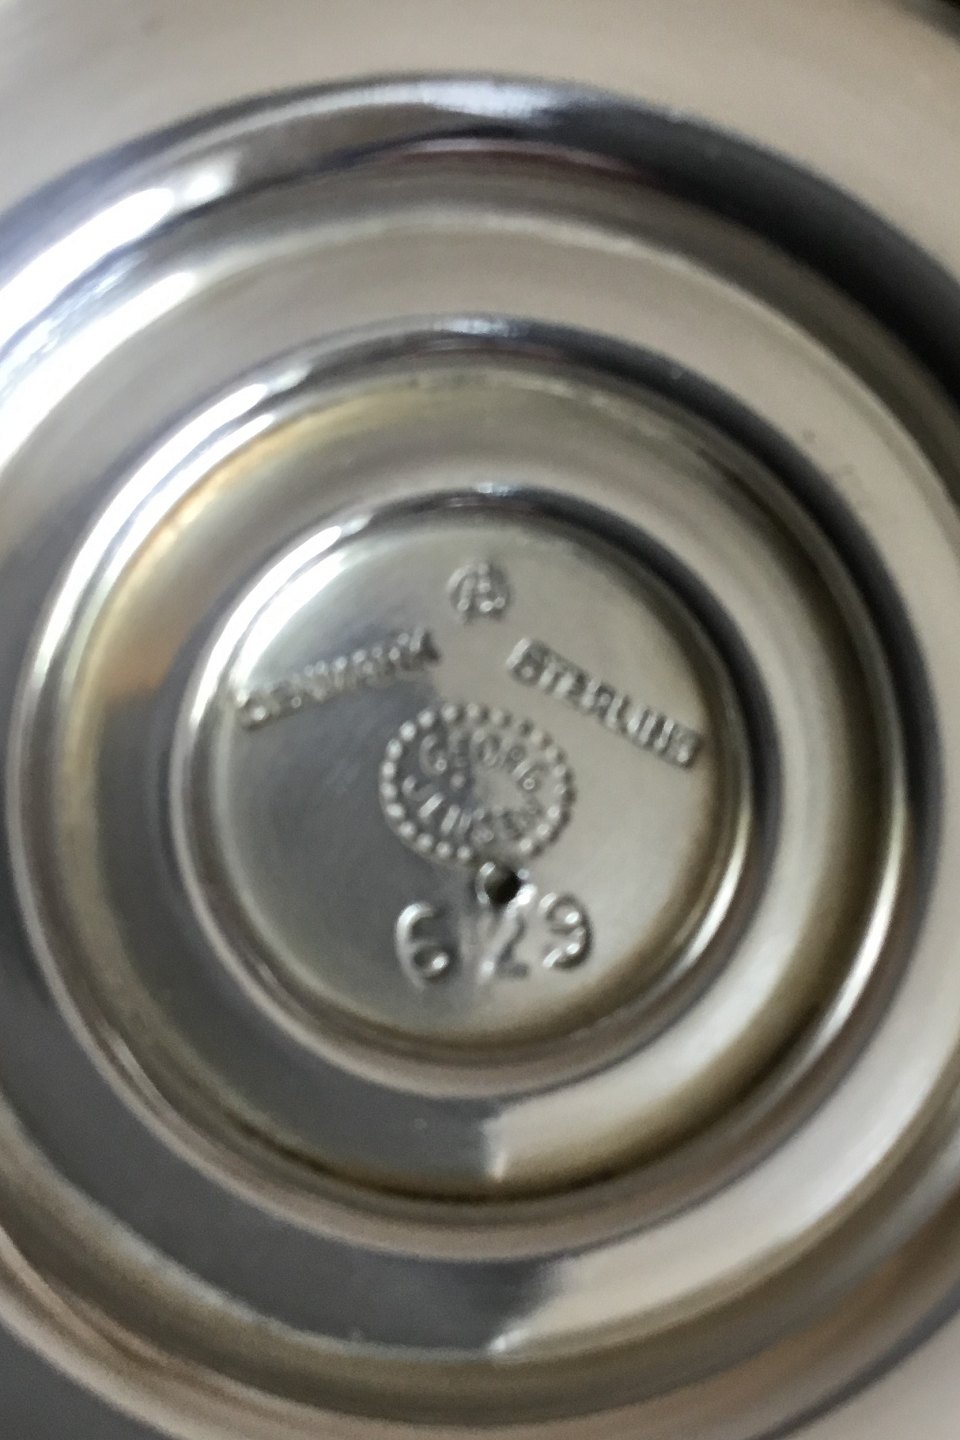 DENMARK STERLING
GEORG
JENSEN
629